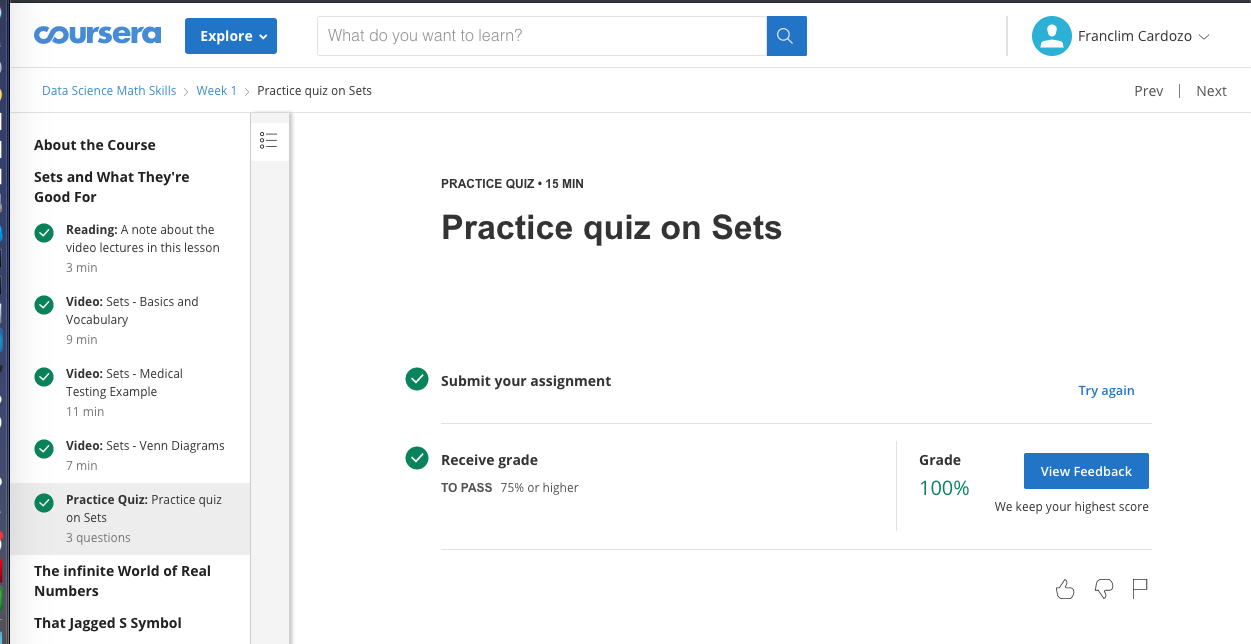 coursera
Explore
What do you want to learn?
Franclim Cardozo
Data Science Math Skills > Week 1 > Practice quiz on Sets
Prev | Next
About the Course
Sets and What They're
Good For
Reading: A note about the
video lectures in this lesson
3 min
Video: Sets - Basics and
Vocabulary
9 min
Video: Sets - Medical
Testing Example
11 min
Video: Sets - Venn Diagrams
7 min
Practice Quiz: Practice quiz
on Sets
3 questions
The infinite World of Real
Numbers
That Jagged S Symbol
PRACTICE QUIZ • 15 MIN
Practice quiz on Sets
Submit your assignment
Try again
Receive grade
TO PASS 75% or higher
Grade
100%
View Feedback
We keep your highest score